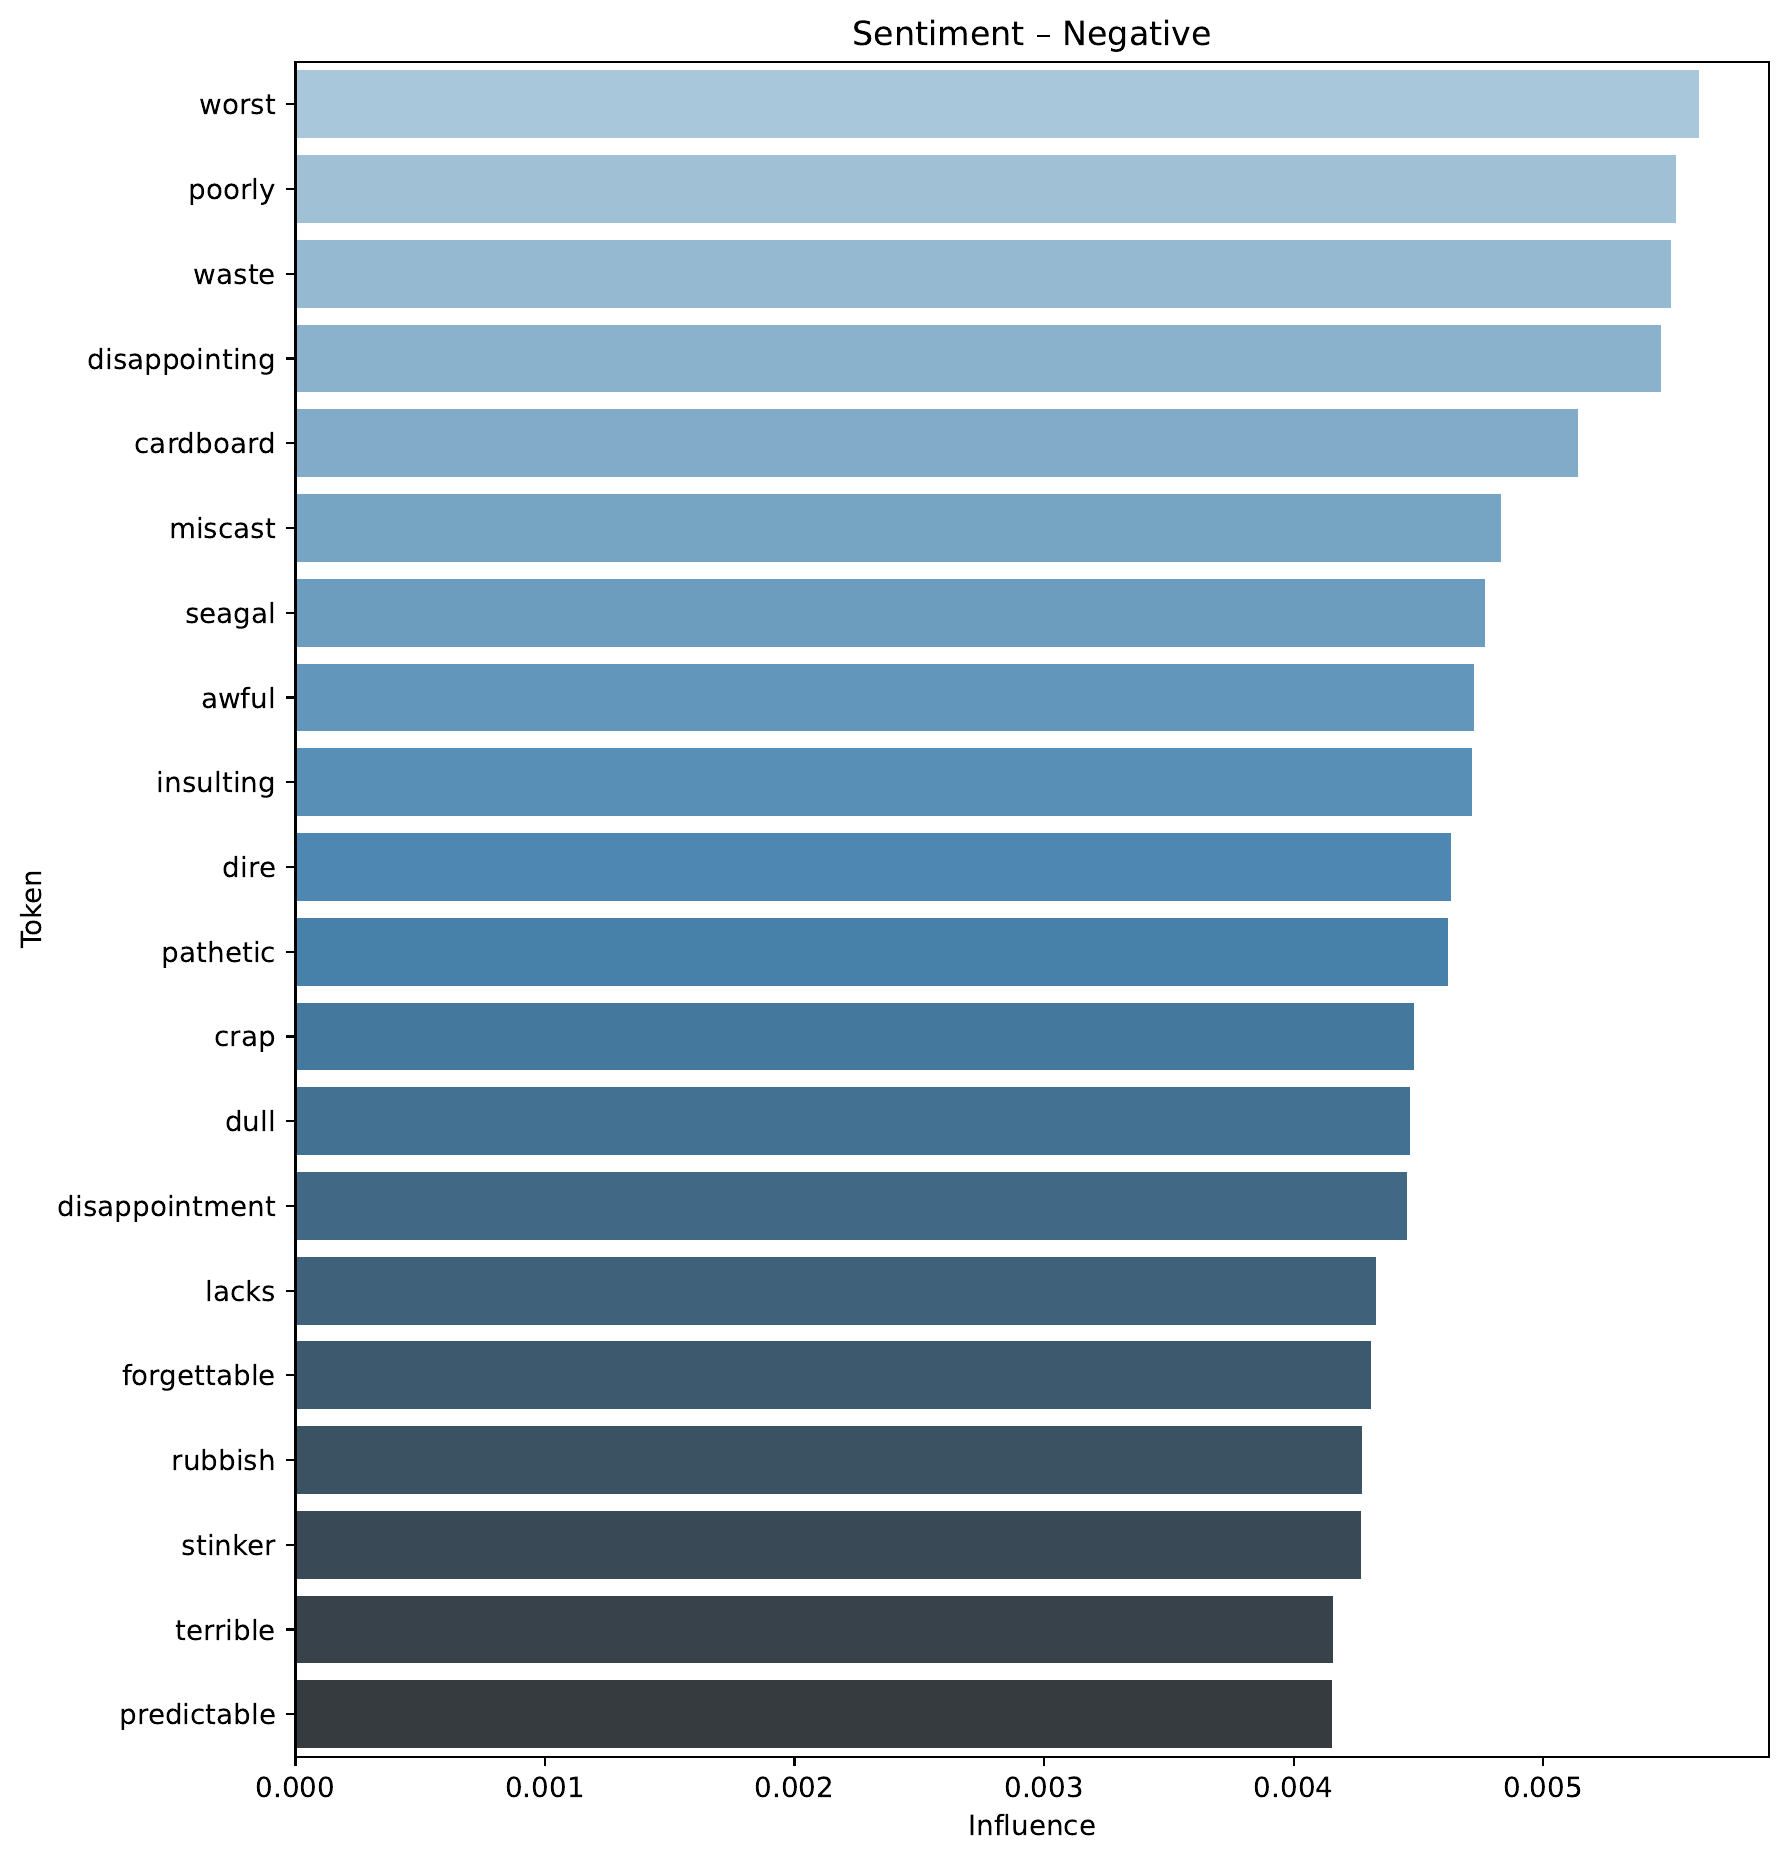 Sentiment – Negative
worst
poorly
waste
disappointing
cardboard
miscast
seagal
awful
insulting
dire
pathetic
crap
dull
disappointment
lacks
forgettable
rubbish
stinker
terrible
predictable
Token
0.000 0.001 0.002 0.003 0.004 0.005
Influence